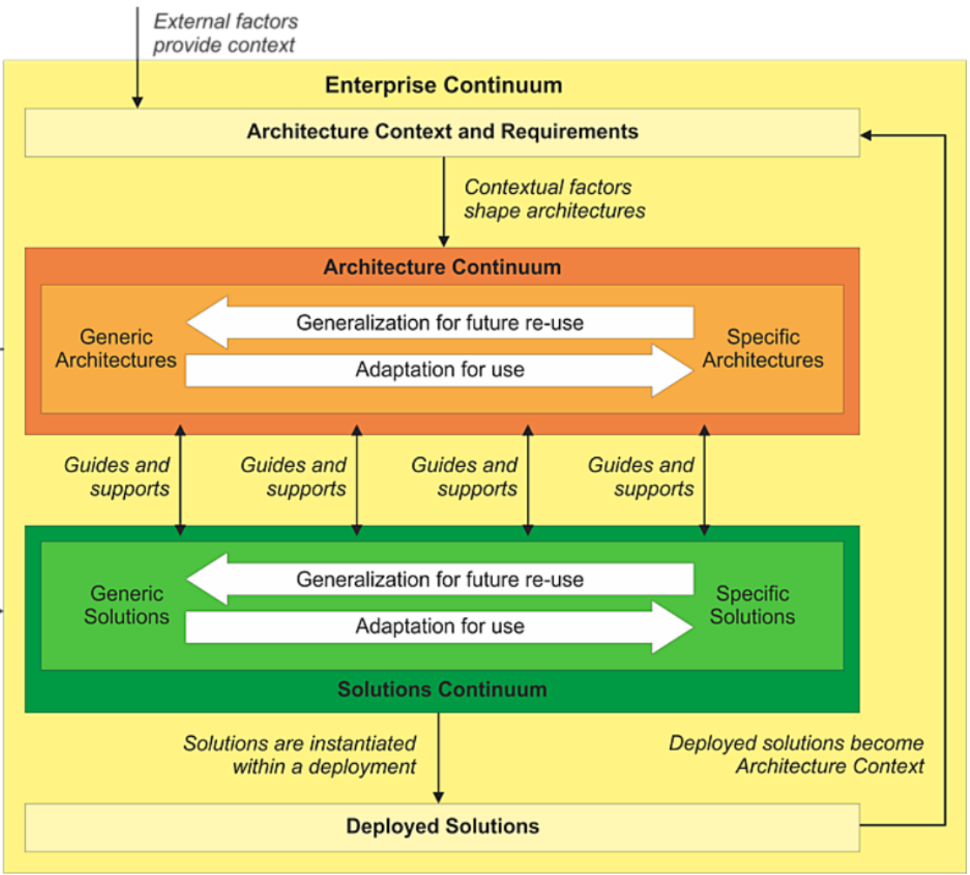 External factors
provide context
Enterprise Continuum
Architecture Context and Requirements
Contextual factors
shape architectures
Architecture Continuum
Generic
Architectures
Generalization for future re-use
Adaptation for use
Specific
Architectures
Guides and
supports
Guides and
supports
Guides and
supports
Guides and
supports
Generic
Solutions
Generalization for future re-use
Adaptation for use
Specific
Solutions
Solutions Continuum
Solutions are instantiated
within a deployment
Deployed solutions become
Architecture Context
Deployed Solutions